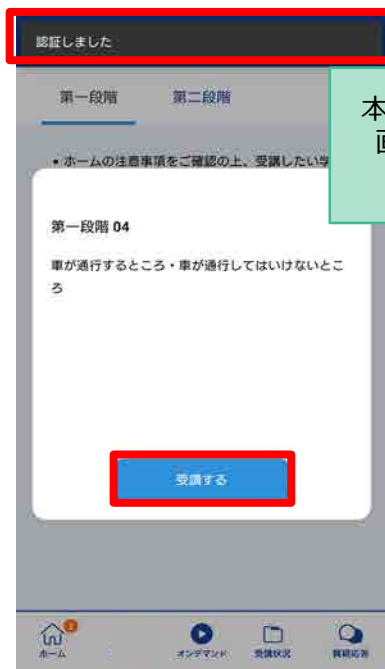 認証しました
第一段階 第二段階
本
画
・ホームの注意事項をご確認の上、受講したい学
第一段階 04
車が通行するところ・車が通行してはいけないとこ
ろ
受講する
2
ホーム オンデマンド 受講状況 質疑応答